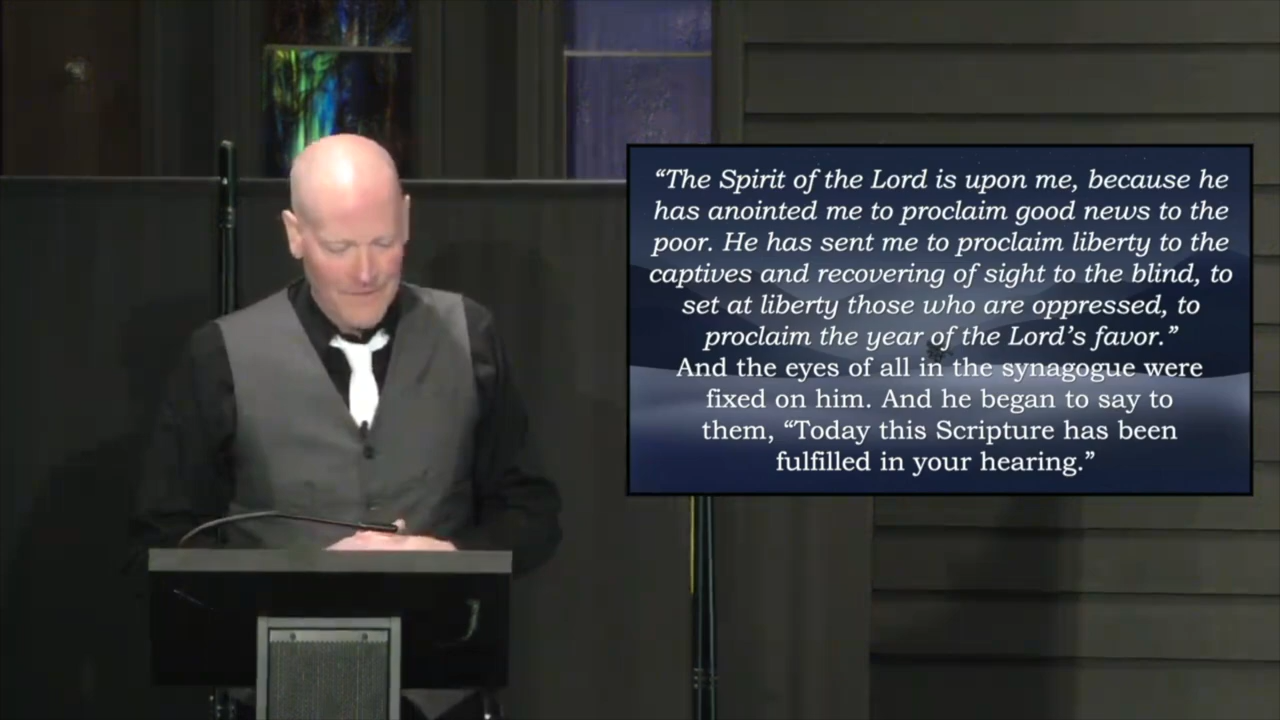 “The Spirit of the Lord is upon me, because he
has anointed me to proclaim good news to the
poor. He has sent me to proclaim liberty to the
captives and recovering of sight to the blind, to
set at liberty those who are oppressed, to
proclaim the year of the Lord’s favor.”
And the eyes of all in the synagogue were
fixed on him. And he began to say to
them, “Today this Scripture has been
fulfilled in your hearing.”